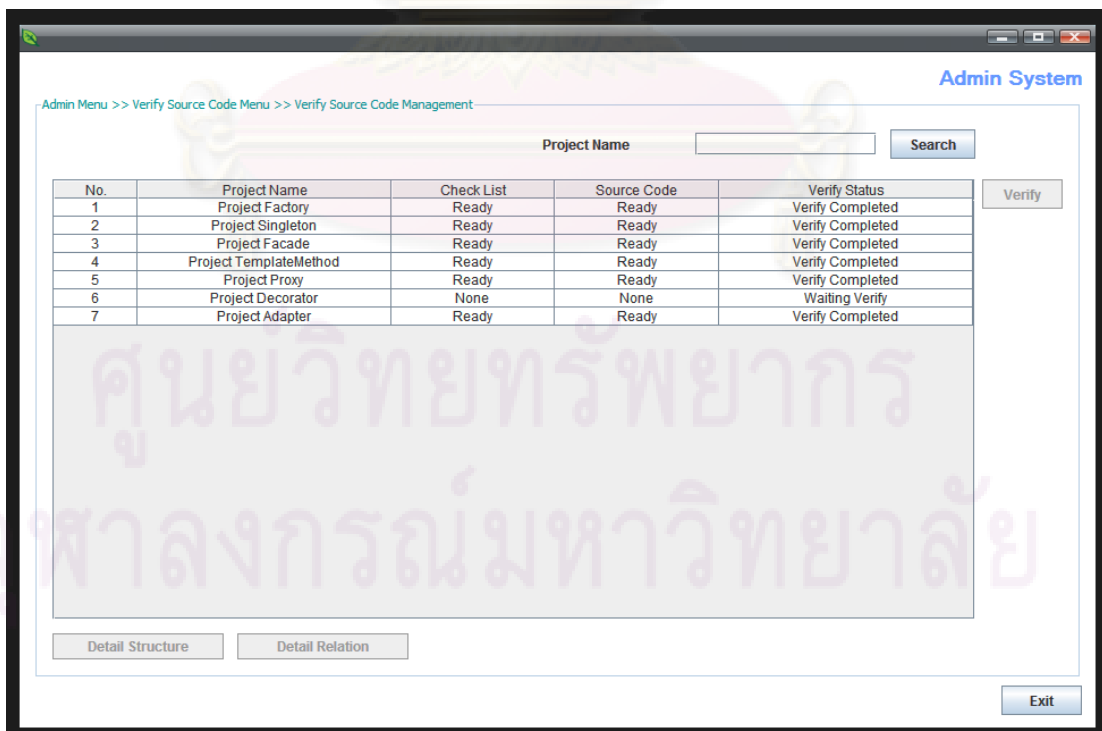 Admin System
Admin Menu >> Verify Source Code Menu >> Verify Source Code Management
Project Name Search
No. Project Name Check List Source Code Verify Status Verify
1 Project Factory Ready Ready Verify Completed
2 Project Singleton Ready Ready Verify Completed
3 Project Facade Ready Ready Verify Completed
4 Project TemplateMethod Ready Ready Verify Completed
5 Project Proxy Ready Ready Verify Completed
6 Project Decorator None None Waiting Verify
7 Project Adapter Ready Ready Verify Completed
ศูนย์วิทยทรัพยากร
จุฬาลงกรณ์มหาวิทยาลัย
Detail Structure Detail Relation
Exit